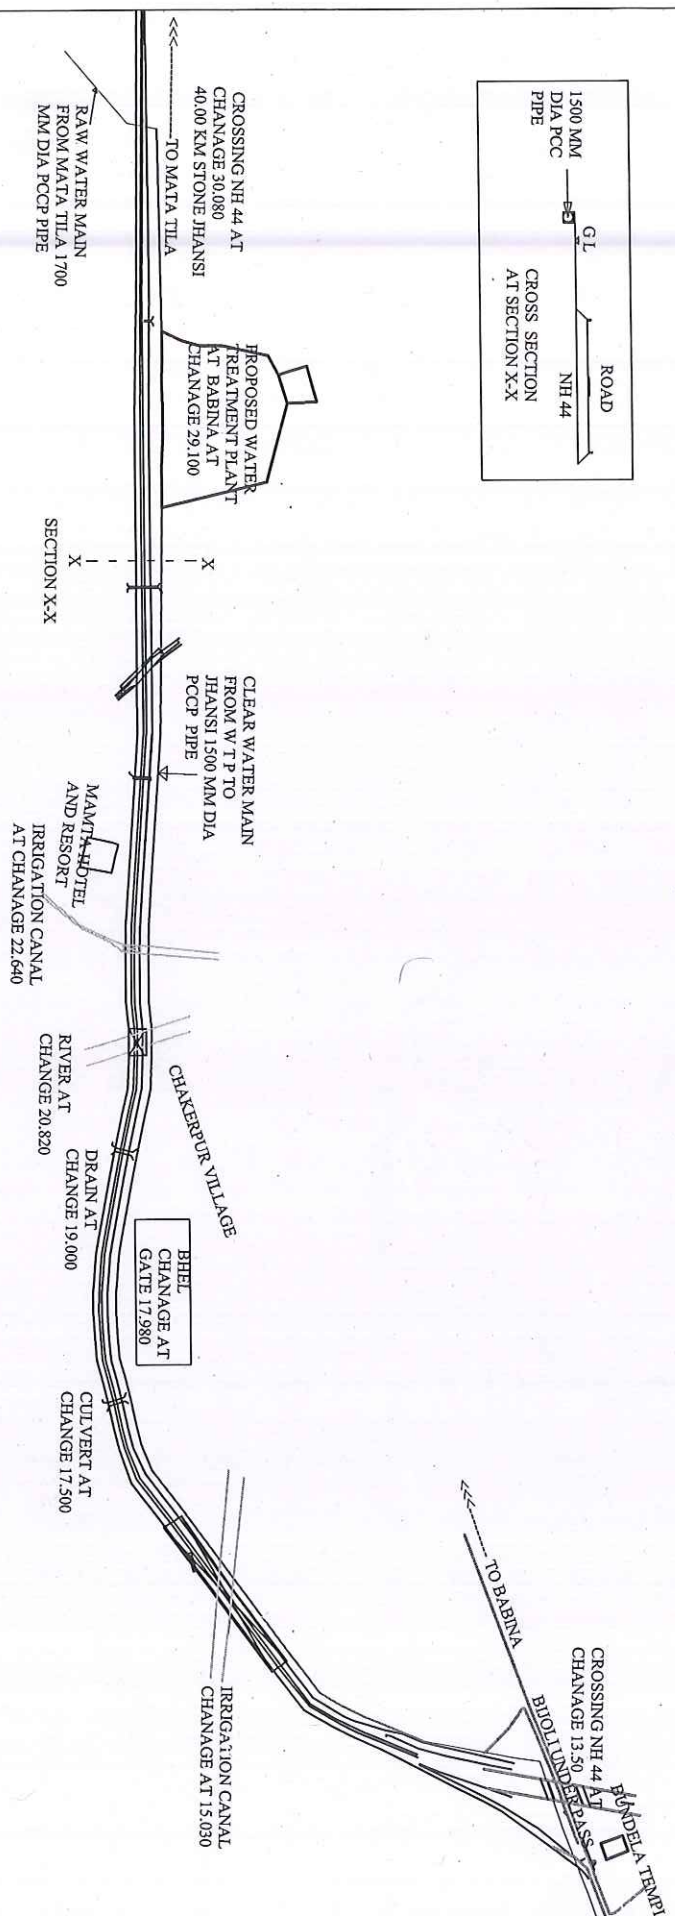 1500 MM
DIA PCC
PIPE
GL
ROAD
NH 44
CROSS SECTION
AT SECTION X-X
CROSSING NH 44 AT
CHANAGE 30.080
40.00 KM STONE JHANSI
<<<----------TO MATA TILA
RAW WATER MAIN
FROM MATA TILA 1700
MM DIA PCCP PIPE
PROPOSED WATER
TREATMENT PLANT
AT BABINA AT
CHANAGE 29.100
X
X
SECTION X-X
CLEAR WATER MAIN
FROM W T P TO
JHANSI 1500 MM DIA
PCCP PIPE
MAMTA HOTEL
AND RESORT
IRRIGATION CANAL
AT CHANAGE 22.640
RIVER AT
CHANGE 20.820
CHAKERPUR VILLAGE
DRAIN AT
CHANGE 19.000
BHEL
CHANAGE AT
GATE 17.980
CULVERT AT
CHANGE 17.500
IRRIGATION CANAL
CHANAGE AT 15.030
<<<------ TO BABINA
CROSSING NH 44 AT
CHANAGE 13.50
BIJOLI UNDER PASS
BUNDELA TEMPL